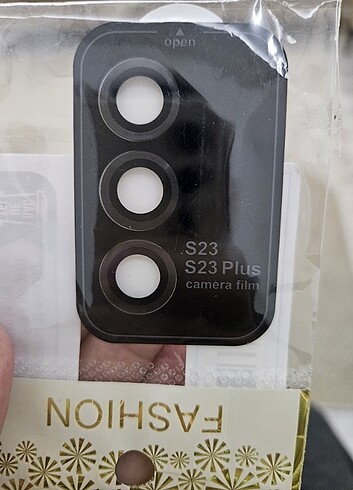 open
S23
S23 Plus
camera film
FASHION